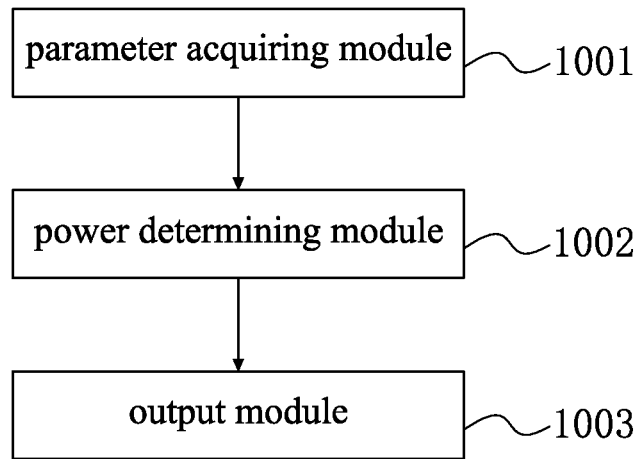 parameter acquiring module
1001
power determining module
1002
output module
1003